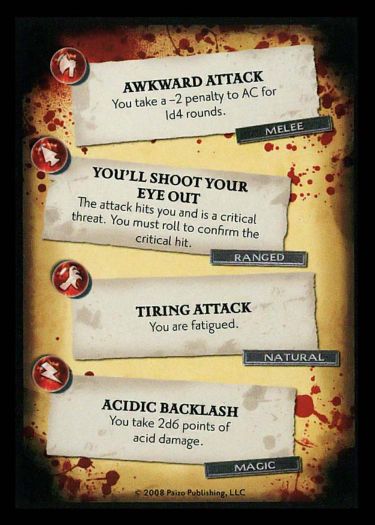 AWKWARD ATTACK
You take a –2 penalty to AC for
1d4 rounds.
MELEE
YOU'LL SHOOT YOUR
EYE OUT
The attack hits you and is a critical
threat. You must roll to confirm the
critical hit.
RANGED
TIRING ATTACK
You are fatigued.
NATURAL
ACIDIC BACKLASH
You take 2d6 points of
acid damage.
MAGIC
© 2008 Paizo Publishing, LLC